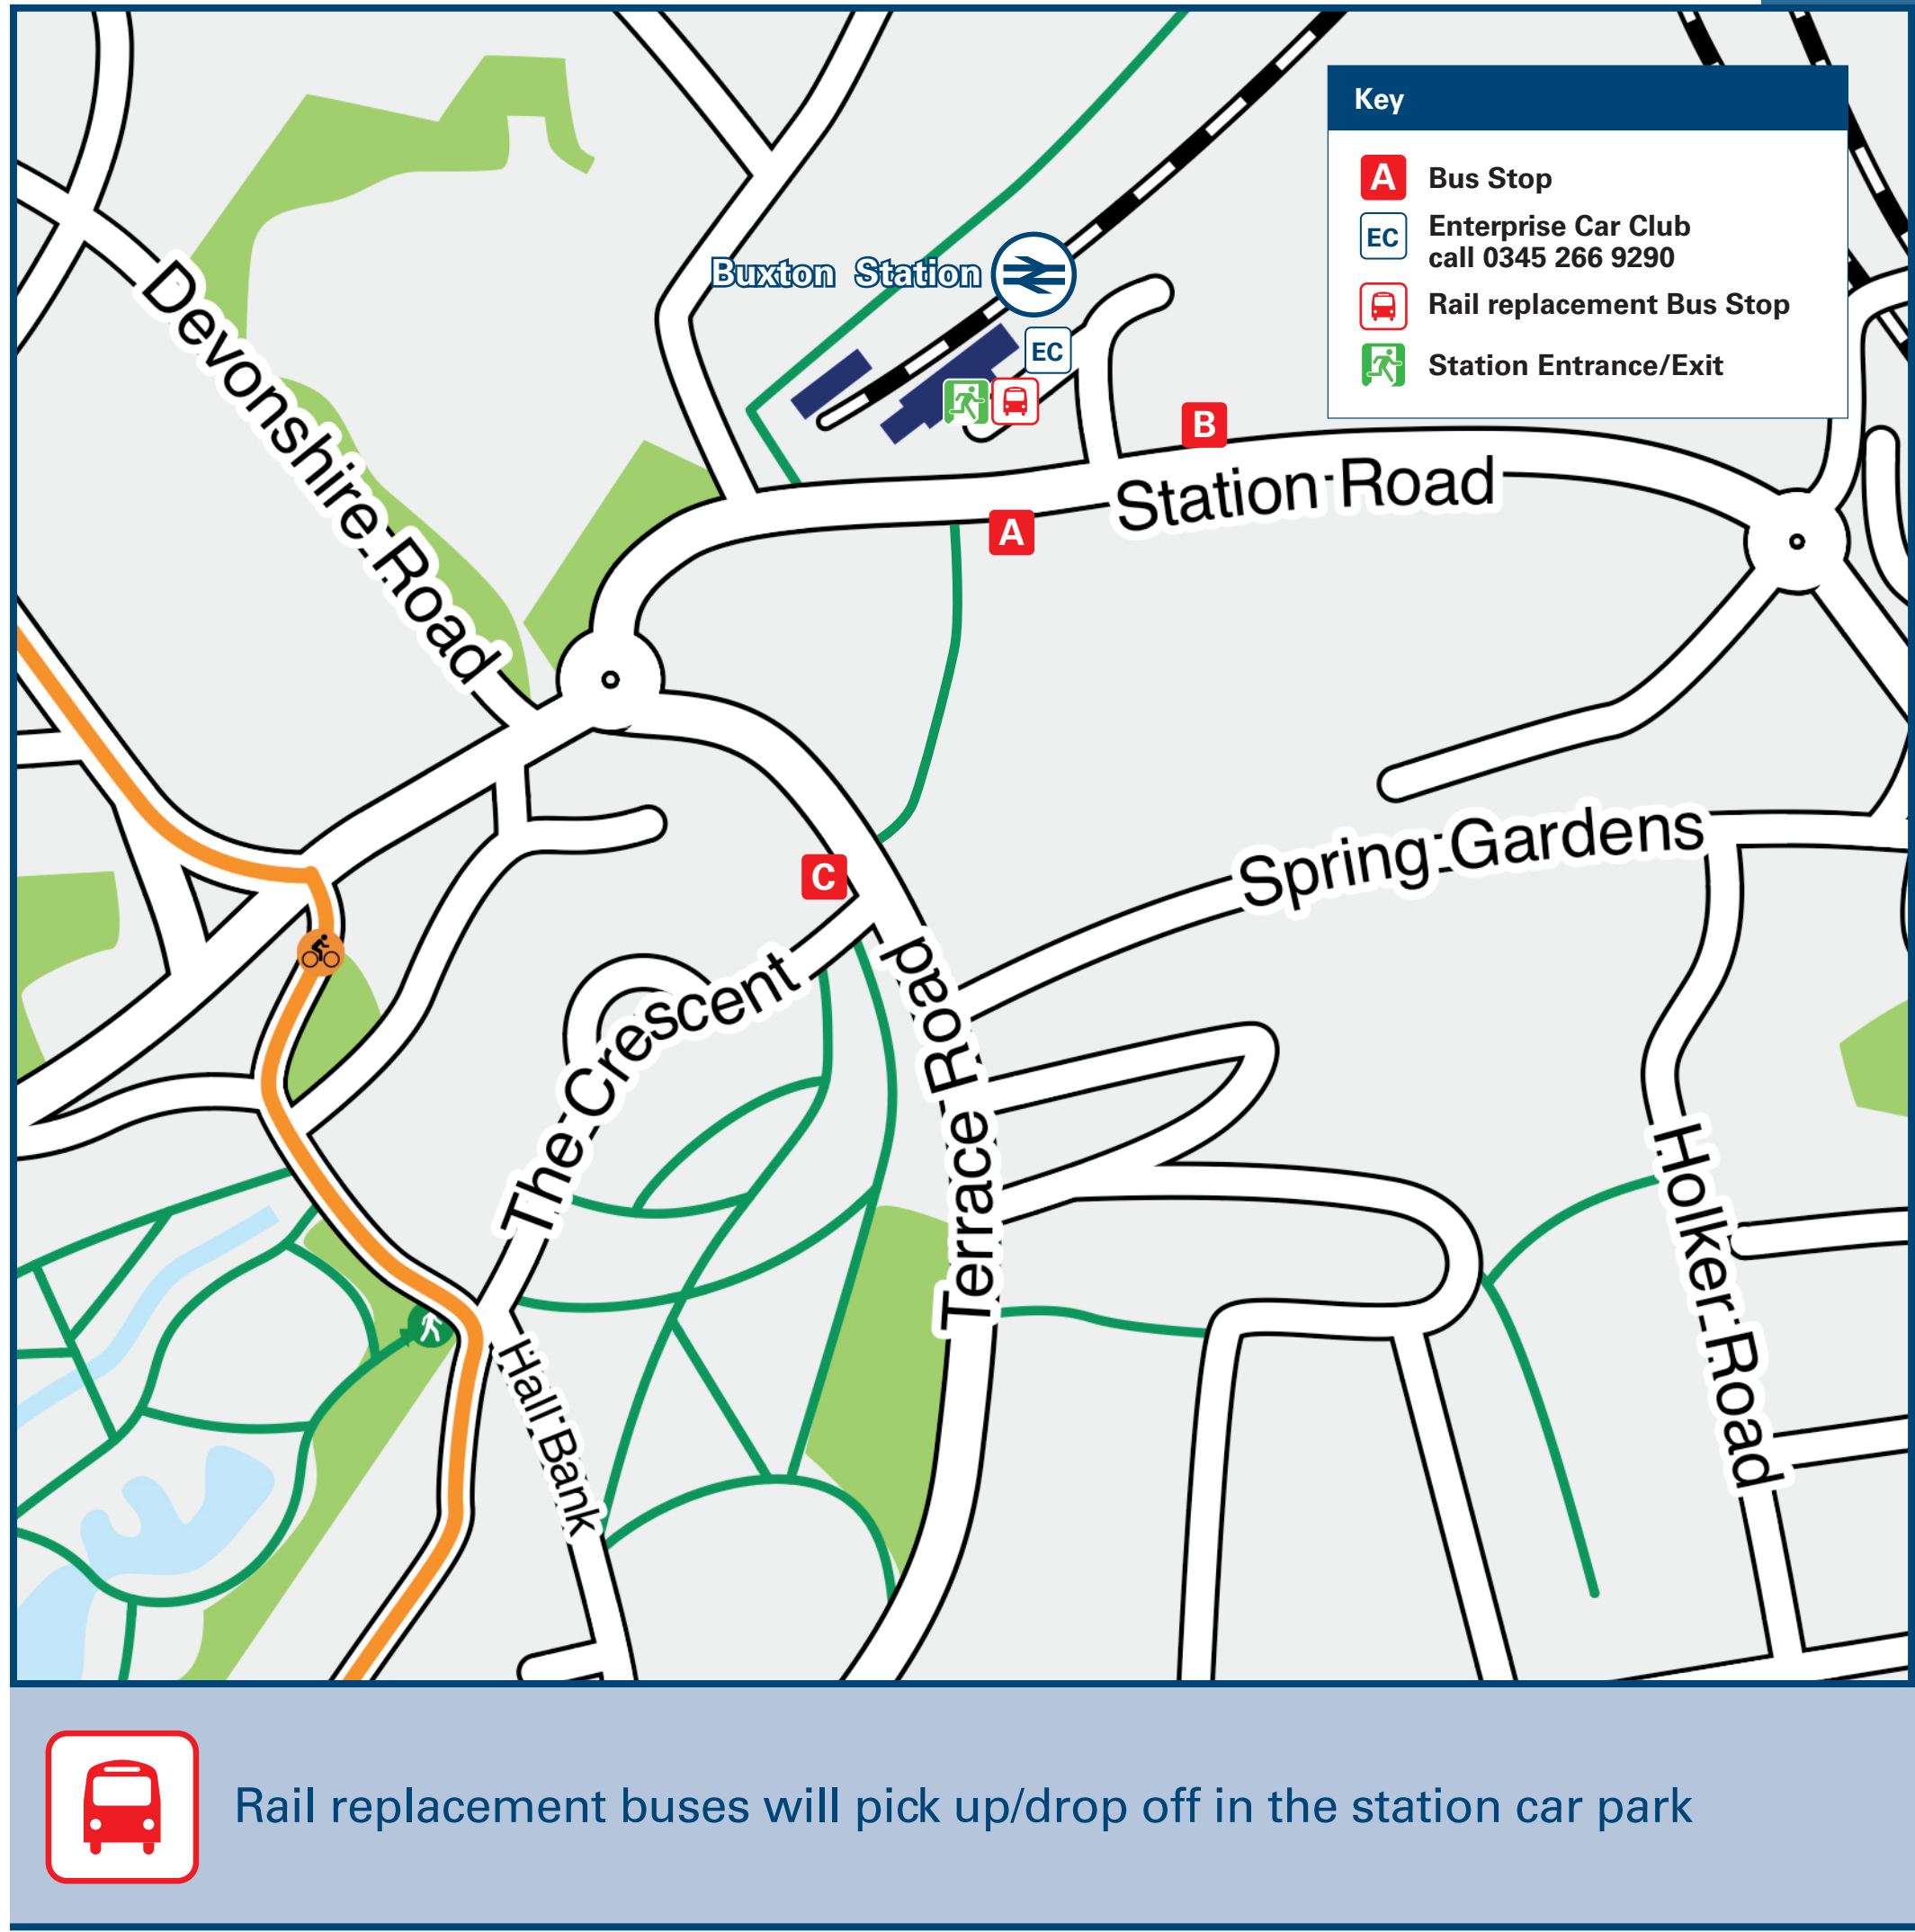 Key
A Bus Stop
EC Enterprise Car Club
call 0345 266 9290
Rail replacement Bus Stop
Station Entrance/Exit
Buxton Station
EC
B
Station Road
A
Devonshire Road
C
Spring Gardens
The Crescent
Terrace Road
Holker Road
Hall Bank
Rail replacement buses will pick up/drop off in the station car park